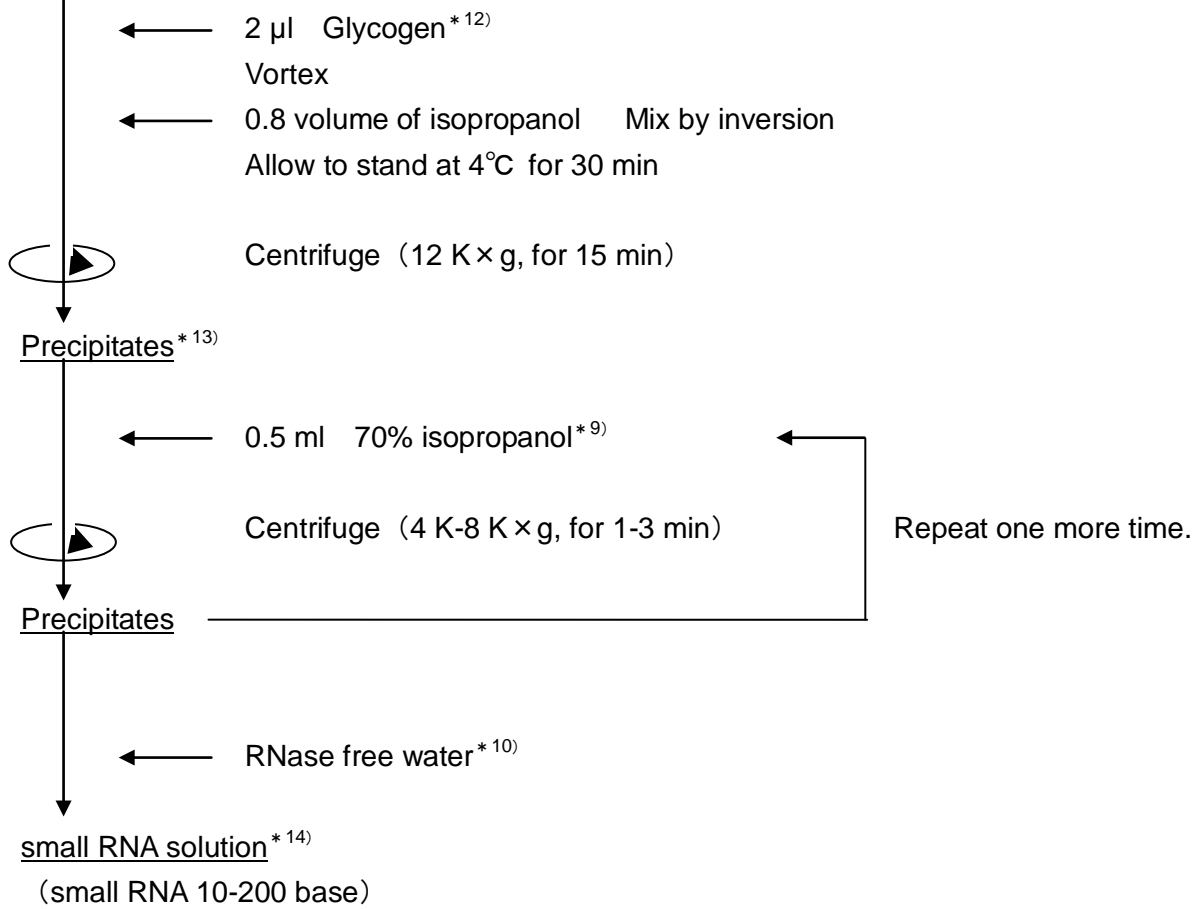 2 µl Glycogen*12)
Vortex
0.8 volume of isopropanol Mix by inversion
Allow to stand at 4℃ for 30 min
Centrifuge（12 K×g, for 15 min）
Precipitates*13)
0.5 ml 70% isopropanol*9)
Centrifuge（4 K-8 K×g, for 1-3 min） Repeat one more time.
Precipitates
RNase free water*10)
small RNA solution*14)
（small RNA 10-200 base）